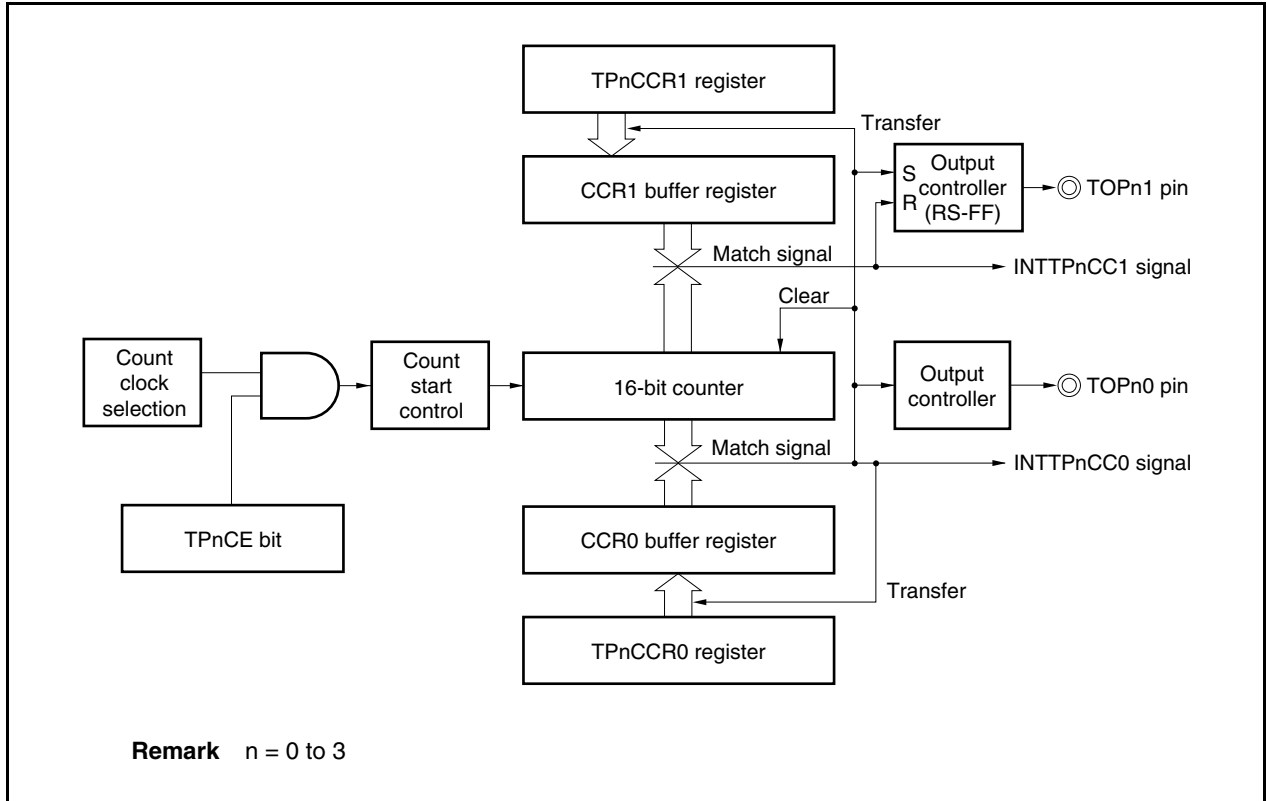 TPnCCR1 register
Transfer
CCR1 buffer register
S
R
Output
controller
(RS-FF)
TOPn1 pin
Match signal
INTTPnCC1 signal
Clear
Count
clock
selection
Count
start
control
16-bit counter
Output
controller
TOPn0 pin
Match signal
INTTPnCC0 signal
TPnCE bit
CCR0 buffer register
Transfer
TPnCCR0 register
Remark n = 0 to 3